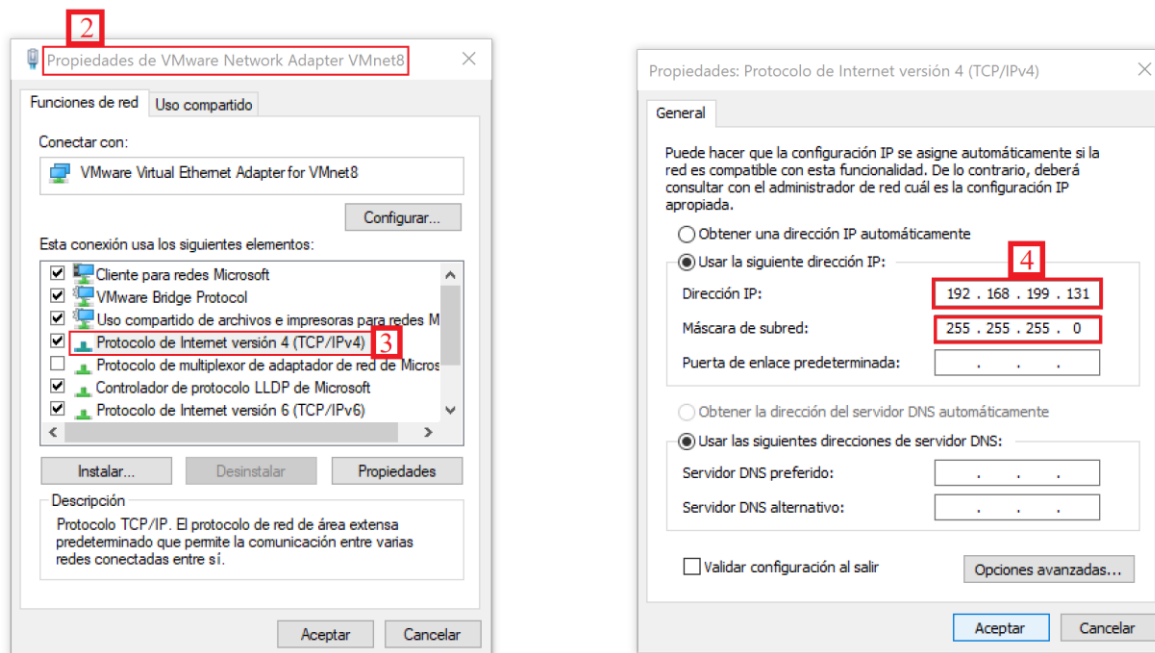 2
Propiedades de VMware Network Adapter VMnet8
Funciones de red Uso compartido
Conectar con:
VMware Virtual Ethernet Adapter for VMnet8
Configurar...
Esta conexión usa los siguientes elementos:
Cliente para redes Microsoft
VMware Bridge Protocol
Uso compartido de archivos e impresoras para redes M
Protocolo de Internet versión 4 (TCP/IPv4) 3
Protocolo de multiplexor de adaptador de red de Micros
Controlador de protocolo LLDP de Microsoft
Protocolo de Internet versión 6 (TCP/IPv6)
Instalar... Desinstalar Propiedades
Descripción
Protocolo TCP/IP. El protocolo de red de área extensa
predeterminado que permite la comunicación entre varias
redes conectadas entre sí.
Aceptar Cancelar
Propiedades: Protocolo de Internet versión 4 (TCP/IPv4)
General
Puede hacer que la configuración IP se asigne automáticamente si la
red es compatible con esta funcionalidad. De lo contrario, deberá
consultar con el administrador de red cuál es la configuración IP
apropiada.
Obtener una dirección IP automáticamente
Usar la siguiente dirección IP:
4
Dirección IP: 192 . 168 . 199 . 131
Máscara de subred: 255 . 255 . 255 . 0
Puerta de enlace predeterminada: . . .
Obtener la dirección del servidor DNS automáticamente
Usar las siguientes direcciones de servidor DNS:
Servidor DNS preferido: . . .
Servidor DNS alternativo: . . .
Validar configuración al salir Opciones avanzadas...
Aceptar Cancelar